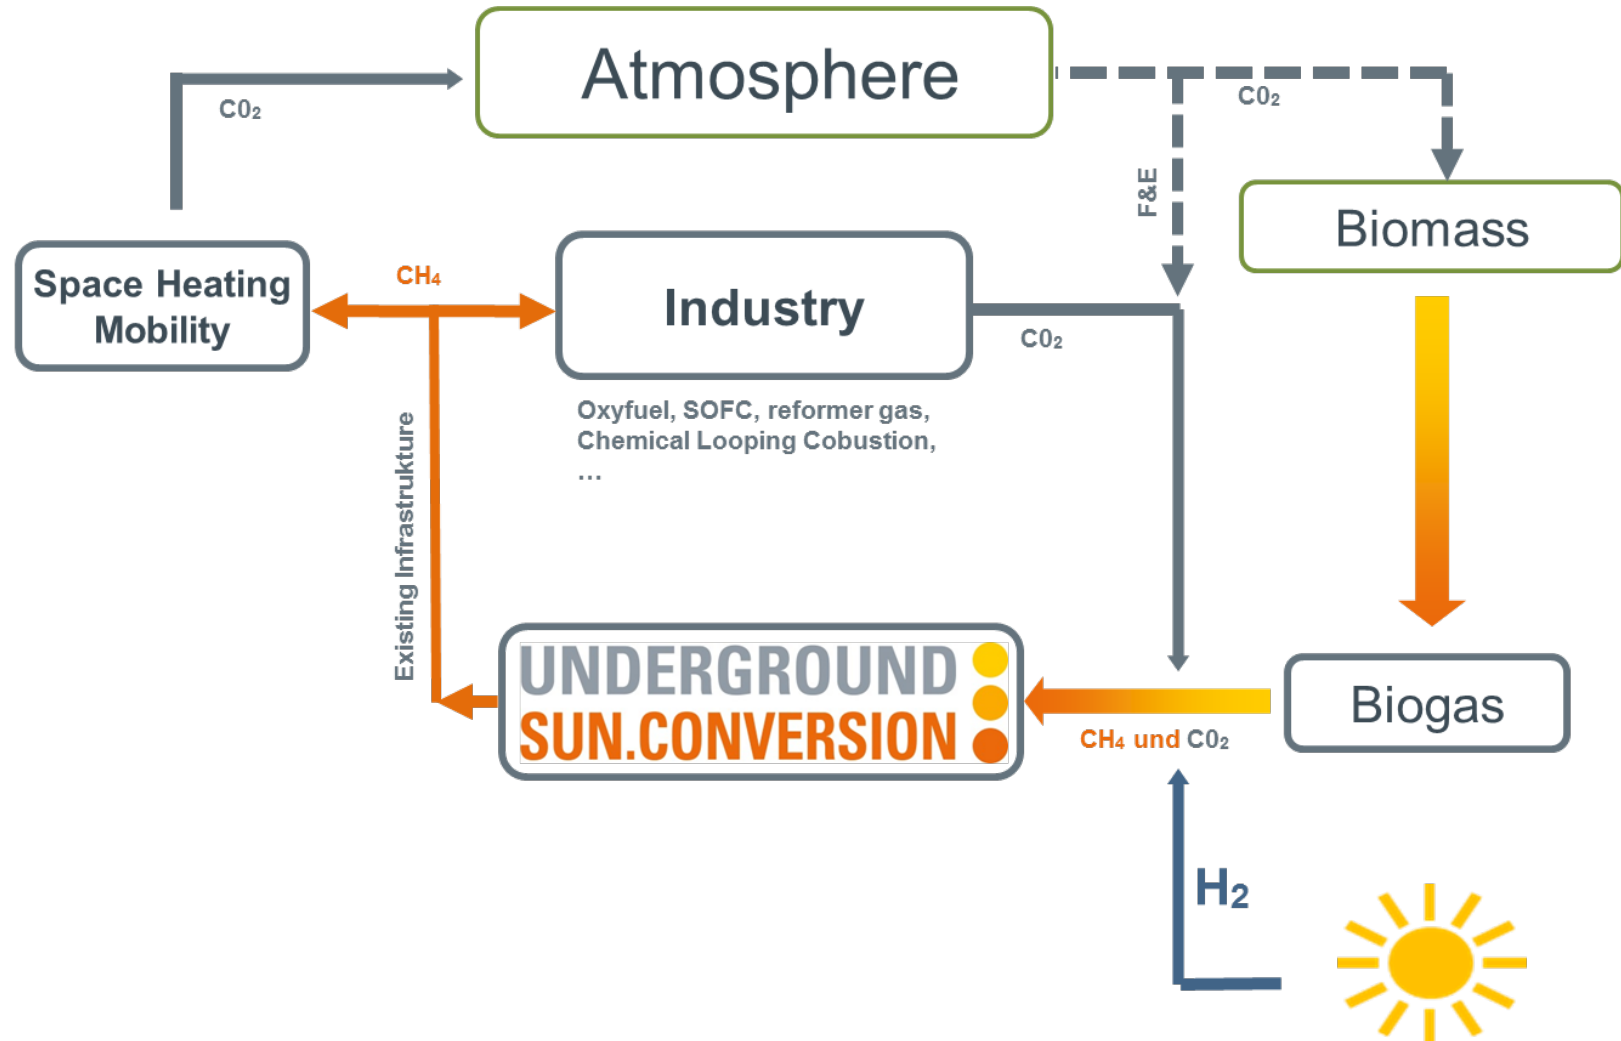 Atmosphere
C0₂
C0₂
F&E
Biomass
Space Heating
Mobility
CH₄
Industry
C0₂
Oxyfuel, SOFC, reformer gas,
Chemical Looping Cobustion,
...
Existing Infrastrukture
UNDERGROUND
SUN.CONVERSION
CH₄ und C0₂
Biogas
H₂